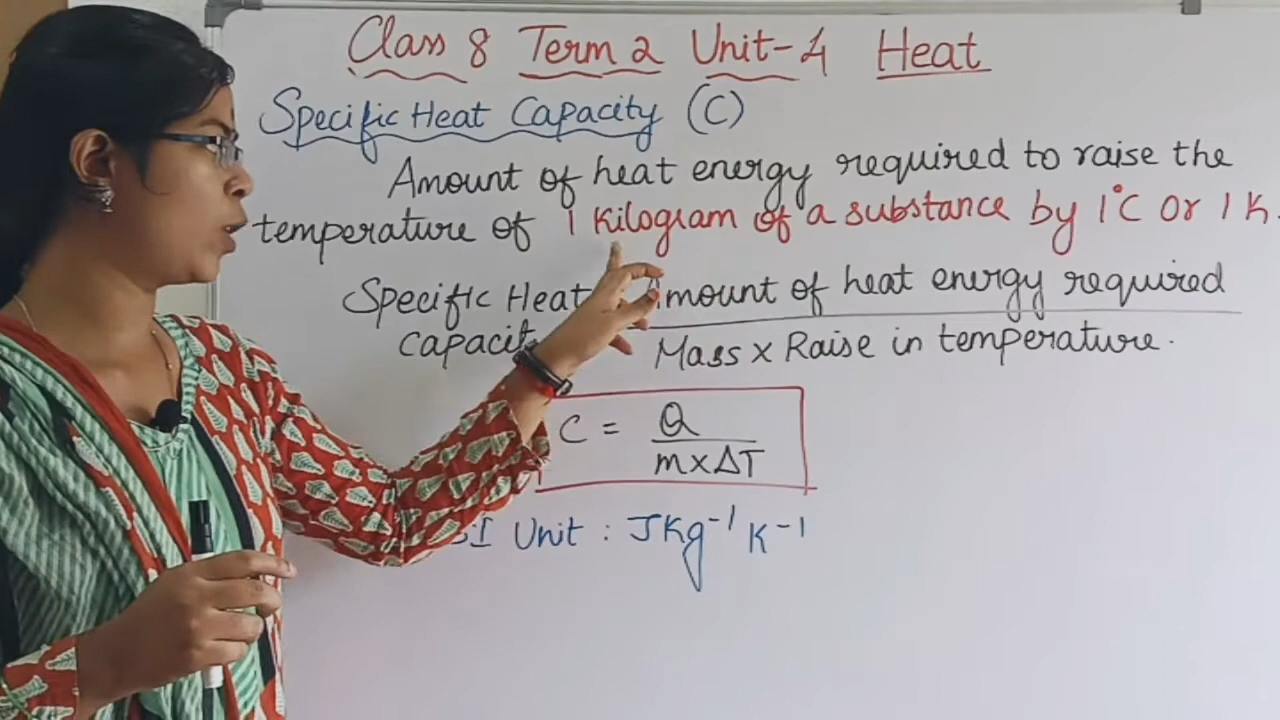 Class 8 Term 2 Unit-1 Heat
Specific Heat Capacity (C)
Amount of heat energy required to raise the
temperature of 1 Kilogram of a substance by 1°C Or 1 K.
Specific Heat Amount of heat energy required
capacity Mass x Raise in temperature.
C = Q
m x ΔT
SI Unit : JKg⁻¹ K⁻¹